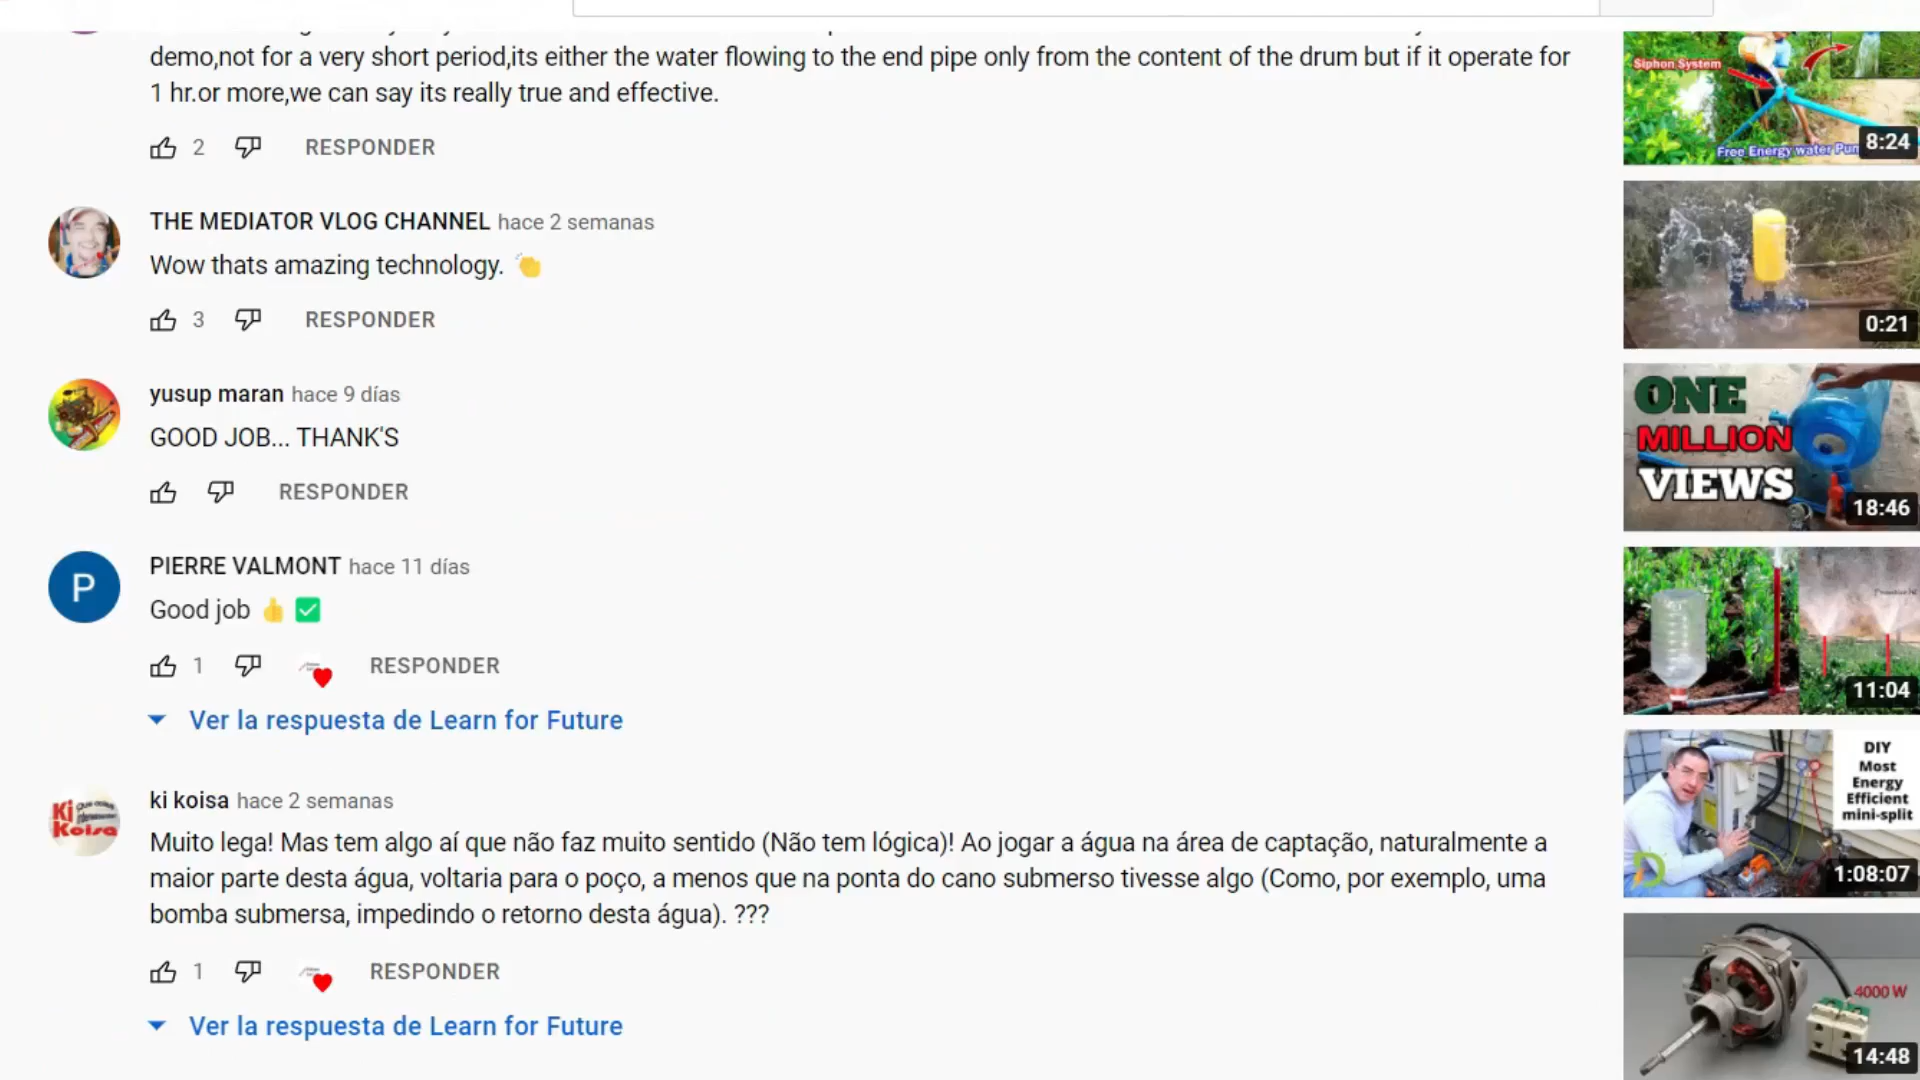 demo,not for a very short period,its either the water flowing to the end pipe only from the content of the drum but if it operate for
1 hr.or more,we can say its really true and effective.
2 RESPONDER
THE MEDIATOR VLOG CHANNEL hace 2 semanas
Wow thats amazing technology. 👏
3 RESPONDER
yusup maran hace 9 días
GOOD JOB... THANK'S
RESPONDER
P
PIERRE VALMONT hace 11 días
Good job 👍 ✅
1 RESPONDER
Ver la respuesta de Learn for Future
Ki
Koisa
ki koisa hace 2 semanas
Muito lega! Mas tem algo aí que não faz muito sentido (Não tem lógica)! Ao jogar a água na área de captação, naturalmente a
maior parte desta água, voltaria para o poço, a menos que na ponta do cano submerso tivesse algo (Como, por exemplo, uma
bomba submersa, impedindo o retorno desta água). ???
1 RESPONDER
Ver la respuesta de Learn for Future
Siphon System
Free Energy water
8:24
0:21
ONE
MILLION
VIEWS
18:46
11:04
DIY
Most
Energy
Efficient
mini-split
1:08:07
4000 W
14:48